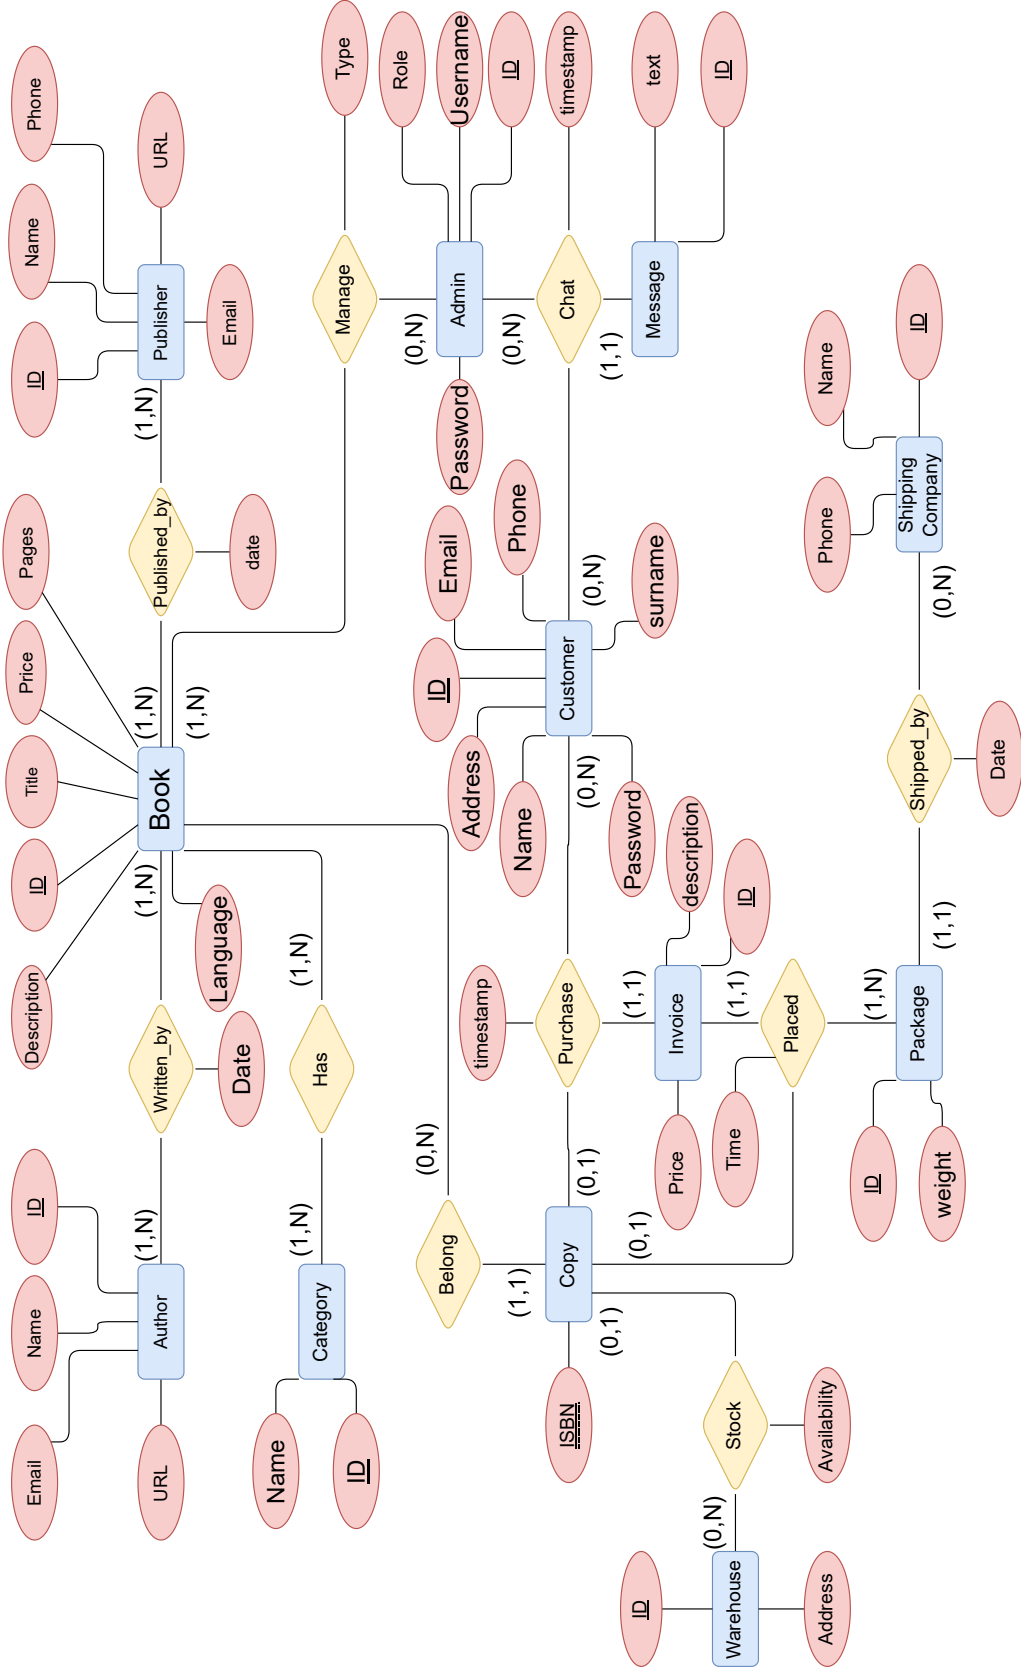 Email
Name
ID
Description
ID
Title
Price
Pages
ID
Name
Phone
URL
Author
(1,N)
Written_by
(1,N)
Book
(1,N)
Published_by
(1,N)
Publisher
URL
Date
Language
(1,N)
date
Email
Name
ID
Category
(1,N)
Has
(1,N)
Manage
Type
Belong
(0,N)
Address
ID
Email
Password
(0,N)
Admin
(0,N)
Role
Username
ID
(1,1)
timestamp
Name
Phone
ISBN
Copy
(0,1)
Purchase
(0,N)
Customer
(0,N)
Chat
timestamp
(0,1)
(0,1)
(1,1)
Password
surname
(1,1)
Message
text
ID
Price
Invoice
description
ID
(1,1)
ID
Warehouse
Address
(0,N)
Stock
Availability
Time
Placed
(1,N)
ID
weight
Package
(1,1)
Shipped_by
Date
(0,N)
Shipping
Company
Phone
Name
ID